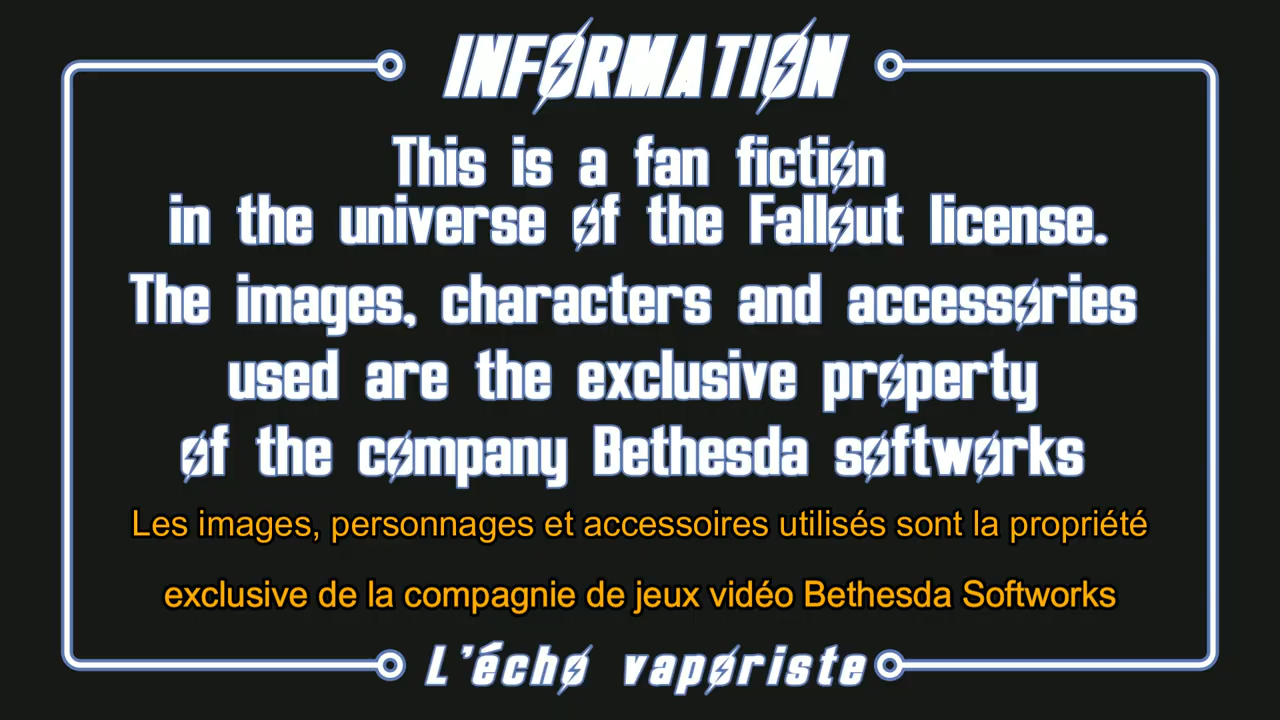 INFORMATION
This is a fan fiction
in the universe of the Fallout license.
The images, characters and accessories
used are the exclusive property
of the company Bethesda softworks
Les images, personnages et accessoires utilisés sont la propriété
exclusive de la compagnie de jeux vidéo Bethesda Softworks
L'écho vaporiste